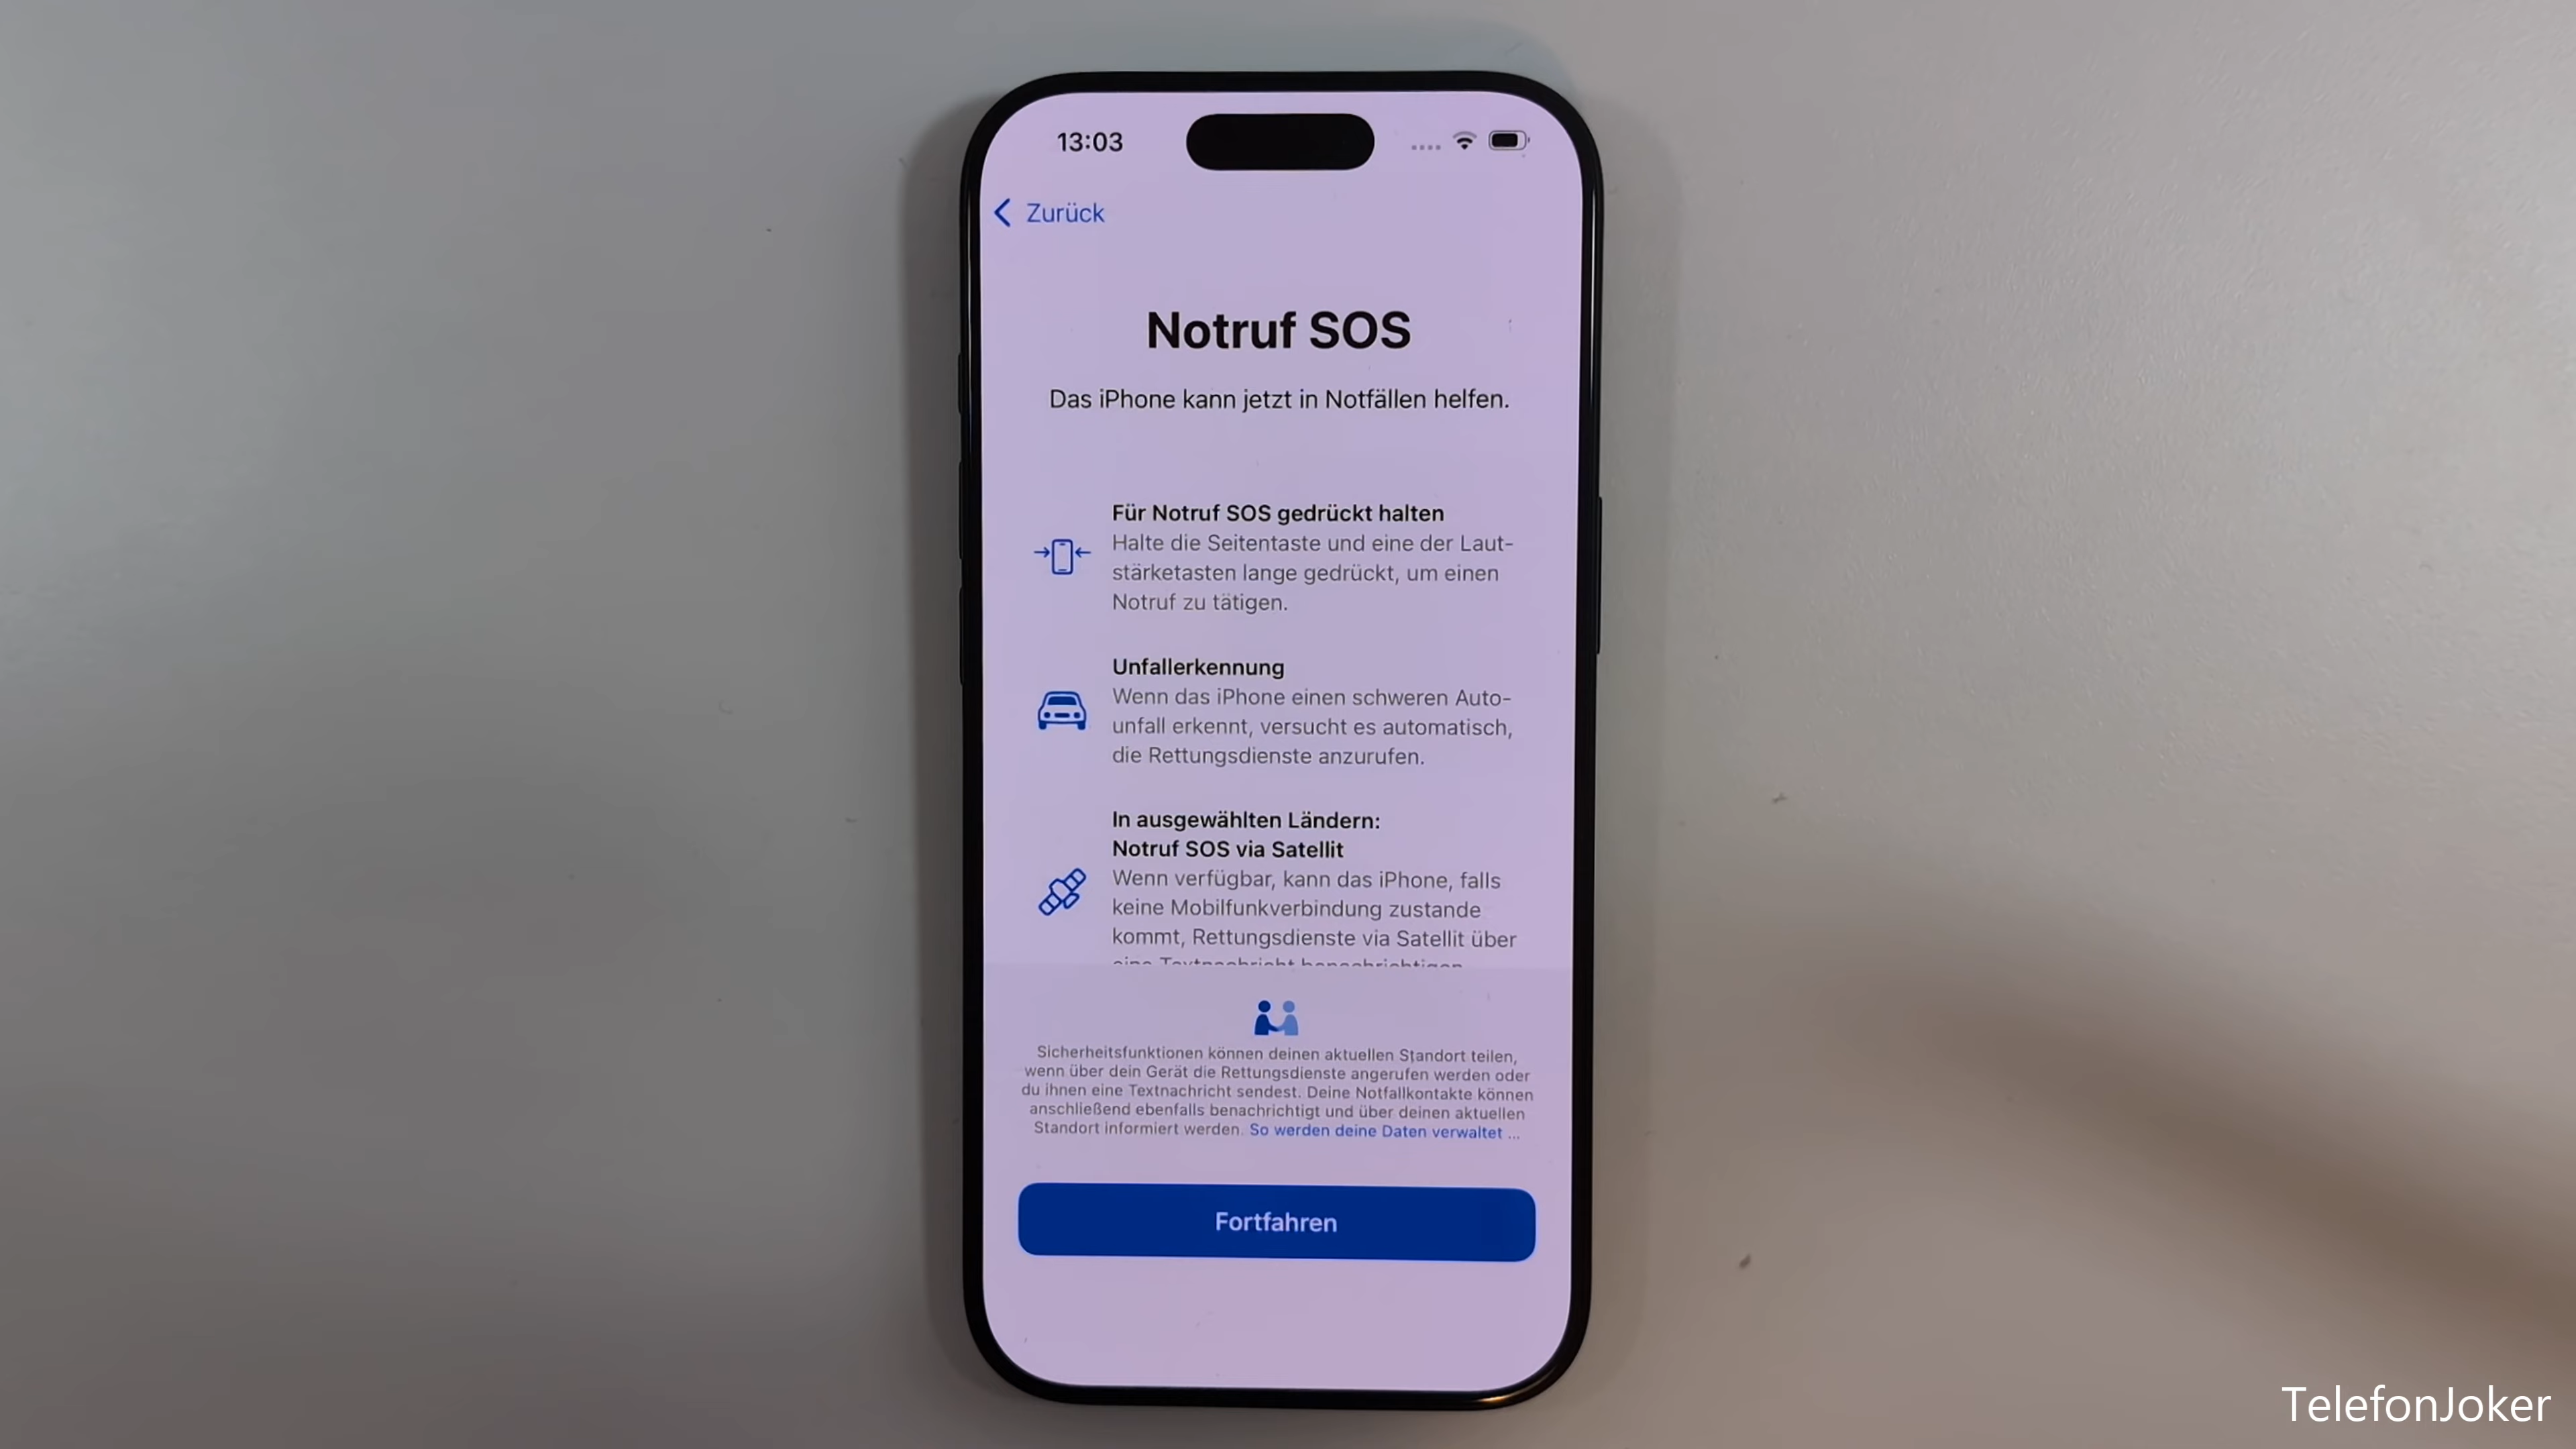 13:03
Zurück
Notruf SOS
Das iPhone kann jetzt in Notfällen helfen.
Für Notruf SOS gedrückt halten
Halte die Seitentaste und eine der Laut-
stärketasten lange gedrückt, um einen
Notruf zu tätigen.
Unfallerkennung
Wenn das iPhone einen schweren Auto-
unfall erkennt, versucht es automatisch,
die Rettungsdienste anzurufen.
In ausgewählten Ländern:
Notruf SOS via Satellit
Wenn verfügbar, kann das iPhone, falls
keine Mobilfunkverbindung zustande
kommt, Rettungsdienste via Satellit über
eine Textnachricht benachrichtigen.
Sicherheitsfunktionen können deinen aktuellen Standort teilen,
wenn über dein Gerät die Rettungsdienste angerufen werden oder
du ihnen eine Textnachricht sendest. Deine Notfallkontakte können
anschließend ebenfalls benachrichtigt und über deinen aktuellen
Standort informiert werden. So werden deine Daten verwaltet ...
Fortfahren
TelefonJoker